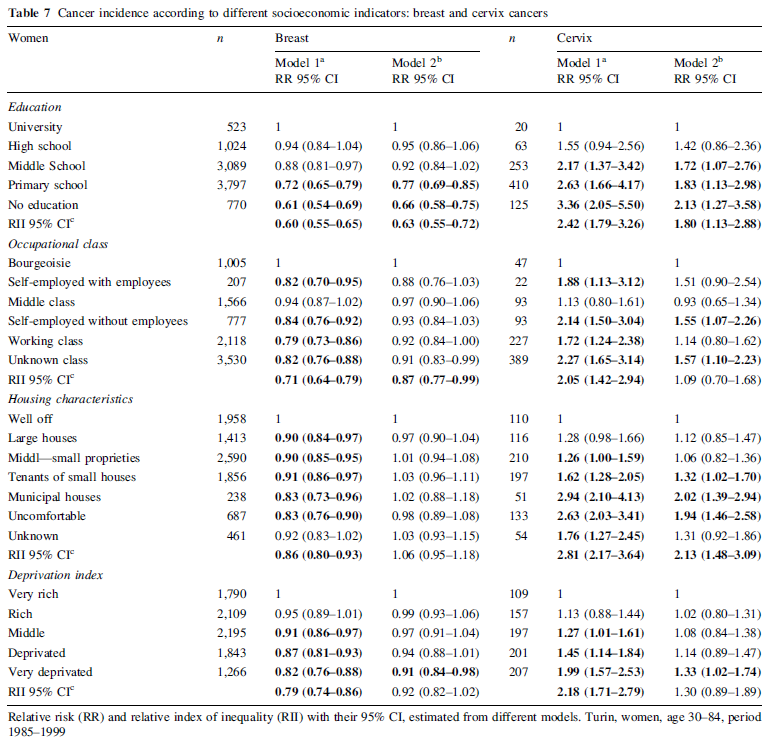 Table 7 Cancer incidence according to different socioeconomic indicators: breast and cervix cancers
Women n Breast n Cervix
Model 1a Model 2b Model 1a Model 2b
RR 95% CI RR 95% CI RR 95% CI RR 95% CI
Education
University 523 1 1 20 1 1
High school 1,024 0.94 (0.84–1.04) 0.95 (0.86–1.06) 63 1.55 (0.94–2.56) 1.42 (0.86–2.36)
Middle School 3,089 0.88 (0.81–0.97) 0.92 (0.84–1.02) 253 2.17 (1.37–3.42) 1.72 (1.07–2.76)
Primary school 3,797 0.72 (0.65–0.79) 0.77 (0.69–0.85) 410 2.63 (1.66–4.17) 1.83 (1.13–2.98)
No education 770 0.61 (0.54–0.69) 0.66 (0.58–0.75) 125 3.36 (2.05–5.50) 2.13 (1.27–3.58)
RII 95% CIc 0.60 (0.55–0.65) 0.63 (0.55–0.72) 2.42 (1.79–3.26) 1.80 (1.13–2.88)
Occupational class
Bourgeoisie 1,005 1 1 47 1 1
Self-employed with employees 207 0.82 (0.70–0.95) 0.88 (0.76–1.03) 22 1.88 (1.13–3.12) 1.51 (0.90–2.54)
Middle class 1,566 0.94 (0.87–1.02) 0.97 (0.90–1.06) 93 1.13 (0.80–1.61) 0.93 (0.65–1.34)
Self-employed without employees 777 0.84 (0.76–0.92) 0.93 (0.84–1.03) 93 2.14 (1.50–3.04) 1.55 (1.07–2.26)
Working class 2,118 0.79 (0.73–0.86) 0.92 (0.84–1.00) 227 1.72 (1.24–2.38) 1.14 (0.80–1.62)
Unknown class 3,530 0.82 (0.76–0.88) 0.91 (0.83–0.99) 389 2.27 (1.65–3.14) 1.57 (1.10–2.23)
RII 95% CIc 0.71 (0.64–0.79) 0.87 (0.77–0.99) 2.05 (1.42–2.94) 1.09 (0.70–1.68)
Housing characteristics
Well off 1,958 1 1 110 1 1
Large houses 1,413 0.90 (0.84–0.97) 0.97 (0.90–1.04) 116 1.28 (0.98–1.66) 1.12 (0.85–1.47)
Middl—small proprieties 2,590 0.90 (0.85–0.95) 1.01 (0.94–1.08) 210 1.26 (1.00–1.59) 1.06 (0.82–1.36)
Tenants of small houses 1,856 0.91 (0.86–0.97) 1.03 (0.96–1.11) 197 1.62 (1.28–2.05) 1.32 (1.02–1.70)
Municipal houses 238 0.83 (0.73–0.96) 1.02 (0.88–1.18) 51 2.94 (2.10–4.13) 2.02 (1.39–2.94)
Uncomfortable 687 0.83 (0.76–0.90) 0.98 (0.89–1.08) 133 2.63 (2.03–3.41) 1.94 (1.46–2.58)
Unknown 461 0.92 (0.83–1.02) 1.03 (0.93–1.15) 54 1.76 (1.27–2.45) 1.31 (0.92–1.86)
RII 95% CIc 0.86 (0.80–0.93) 1.06 (0.95–1.18) 2.81 (2.17–3.64) 2.13 (1.48–3.09)
Deprivation index
Very rich 1,790 1 1 109 1 1
Rich 2,109 0.95 (0.89–1.01) 0.99 (0.93–1.06) 157 1.13 (0.88–1.44) 1.02 (0.80–1.31)
Middle 2,195 0.91 (0.86–0.97) 0.97 (0.91–1.04) 197 1.27 (1.01–1.61) 1.08 (0.84–1.38)
Deprivated 1,843 0.87 (0.81–0.93) 0.94 (0.88–1.01) 201 1.45 (1.14–1.84) 1.14 (0.89–1.47)
Very deprivated 1,266 0.82 (0.76–0.88) 0.91 (0.84–0.98) 207 1.99 (1.57–2.53) 1.33 (1.02–1.74)
RII 95% CIc 0.79 (0.74–0.86) 0.92 (0.82–1.02) 2.18 (1.71–2.79) 1.30 (0.89–1.89)
Relative risk (RR) and relative index of inequality (RII) with their 95% CI, estimated from different models. Turin, women, age 30–84, period
1985–1999